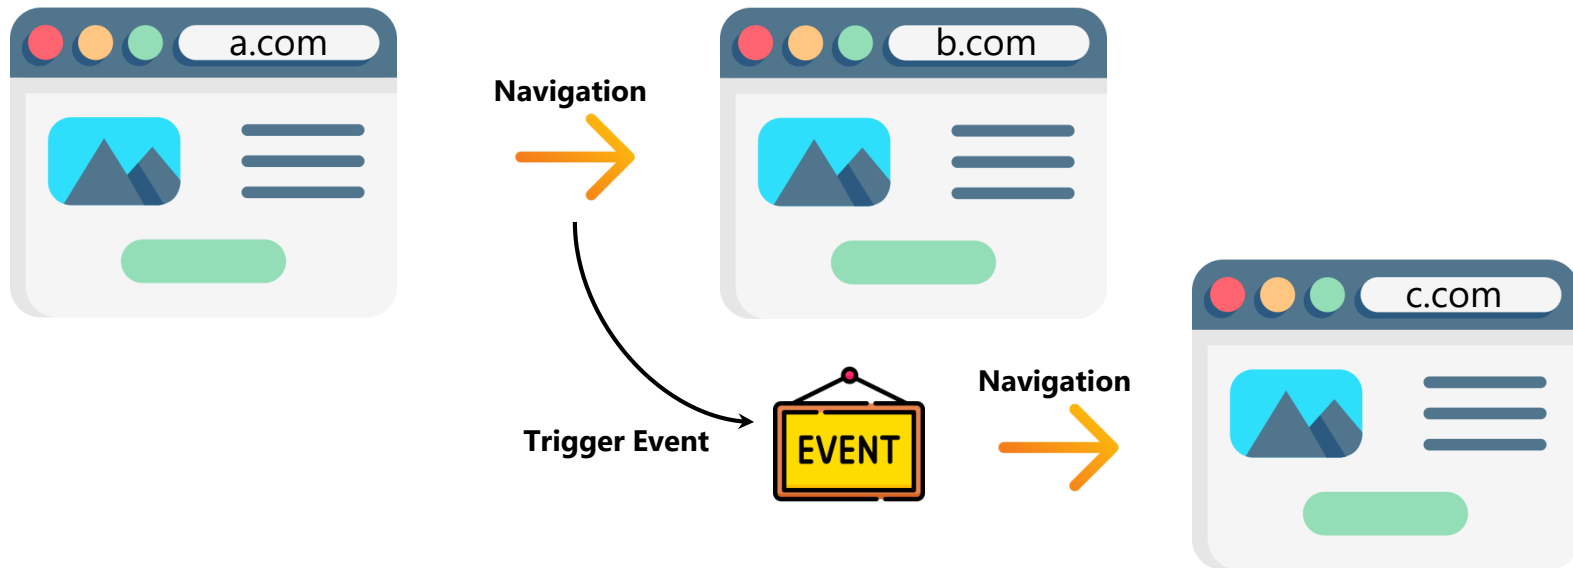 a.com
Navigation
b.com
Trigger Event
EVENT
Navigation
c.com